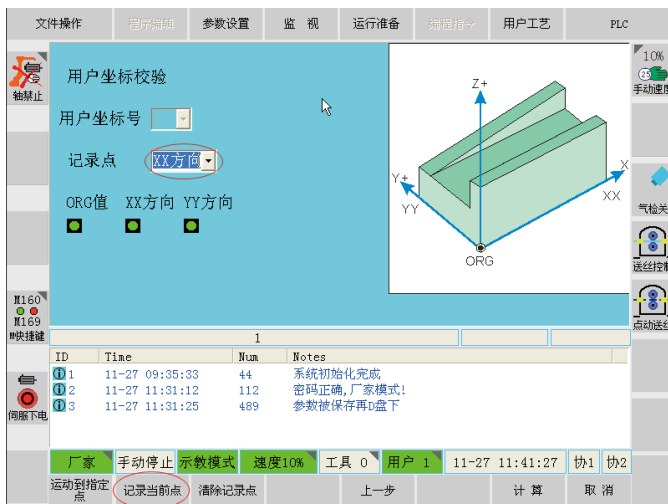 文件操作 程序编辑 参数设置 监 视 运行准备 编程指令 用户工艺 PLC
轴禁止
10%
25
手动速度
用户坐标校验
用户坐标号
记录点 XX方向
ORG值 XX方向 YY方向
Z+
Y+
YY
X
XX
ORG
气检关
送丝控制
点动送丝
M160
M169
M快捷键
伺服下电
1
ID Time Num Notes
1 11-27 09:35:33 44 系统初始化完成
2 11-27 11:31:12 112 密码正确,厂家模式!
3 11-27 11:31:25 489 参数被保存再D盘下
厂家 手动停止 示教模式 速度10% 工具 0 用户 1 11-27 11:41:27 协1 协2
运动到指定点 记录当前点 清除记录点 上一步 计 算 取 消